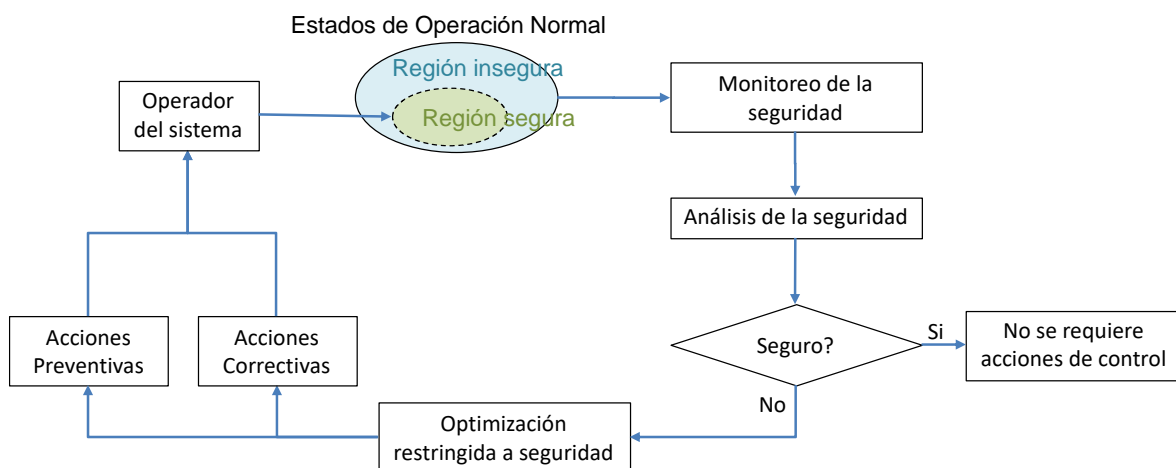 Estados de Operación Normal
Región insegura
Región segura
Operador
del sistema
Monitoreo de la
seguridad
Análisis de la seguridad
Seguro?
Si
No se requiere
acciones de control
No
Acciones
Preventivas
Acciones
Correctivas
Optimización
restringida a seguridad